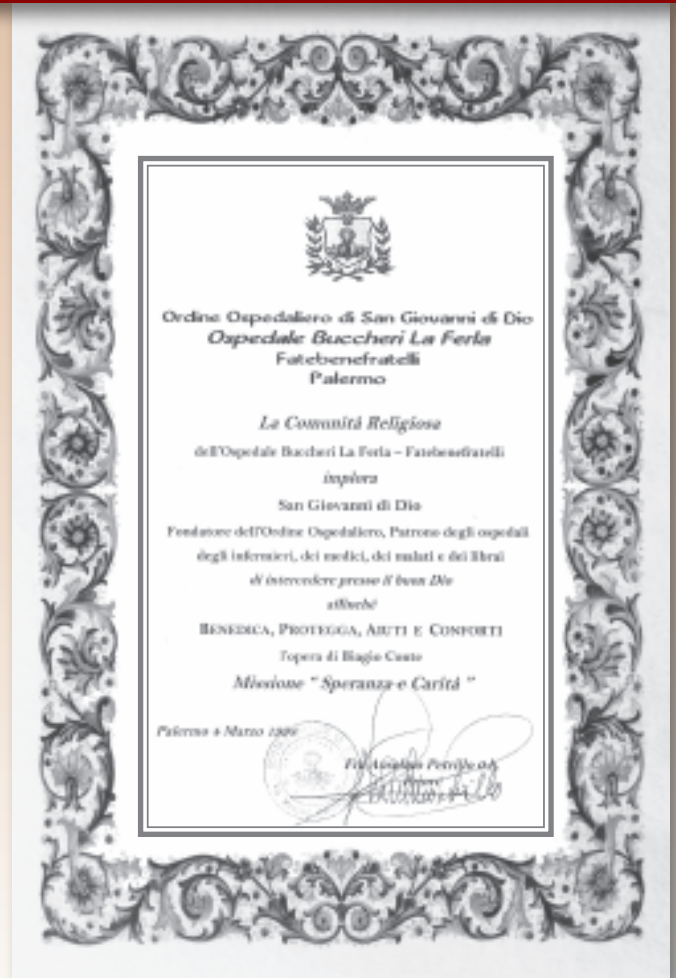 Ordine Ospedaliero di San Giovanni di Dio
Ospedale Buccheri La Ferla
Fatebenefratelli
Palermo
La Comunità Religiosa
dell'Ospedale Buccheri La Ferla – Fatebenefratelli
implora
San Giovanni di Dio
Fondatore dell'Ordine Ospedaliero, Patrono degli ospedali
degli infermieri, dei medici, dei malati e dei librai
di intercedere presso il buon Dio
affinché
BENEDICA, PROTEGGA, AIUTI E CONFORTI
l'opera di Biagio Conte
Missione " Speranza e Carità "
Palermo Marzo
Petrillo